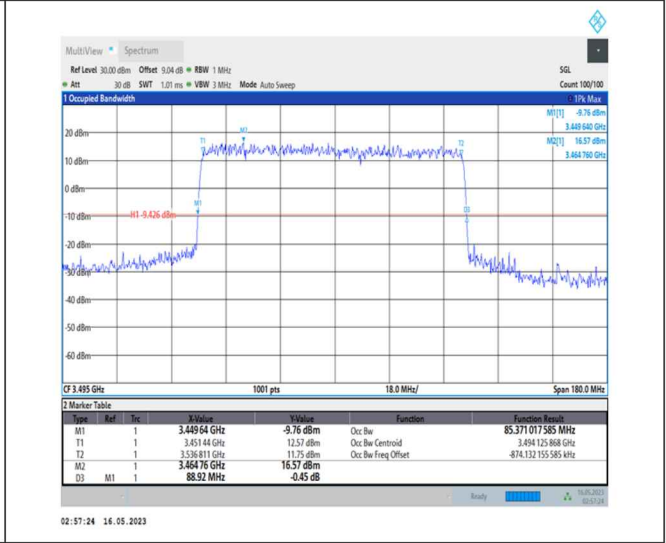 MultiView Spectrum
Ref Level 30.00 dBm Offset 9.04 dB RBW 1 MHz SGL
Att 30 dB SWT 1.01 ms VBW 3 MHz Mode Auto Sweep Count 100/100
1 Occupied Bandwidth 1Pk Max
M1[1] -9.76 dBm
3.449 640 GHz
M2[1] 16.57 dBm
3.464 760 GHz
20 dBm
M2
T1
T2
10 dBm
0 dBm
M1
D3
-10 dBm
H1 -9.426 dBm
-20 dBm
-30 dBm
-40 dBm
-50 dBm
-60 dBm
CF 3.495 GHz 1001 pts 18.0 MHz/ Span 180.0 MHz
2 Marker Table
Type Ref Trc X-Value Y-Value Function Function Result
M1 1 3.449 64 GHz -9.76 dBm Occ Bw 85.371 017 585 MHz
T1 1 3.451 44 GHz 12.57 dBm Occ Bw Centroid 3.494 125 868 GHz
T2 1 3.536 811 GHz 11.75 dBm Occ Bw Freq Offset -874.132 155 585 kHz
M2 1 3.464 76 GHz 16.57 dBm
D3 M1 1 88.92 MHz -0.45 dB
Ready 16.05.2023
02:57:24
02:57:24 16.05.2023